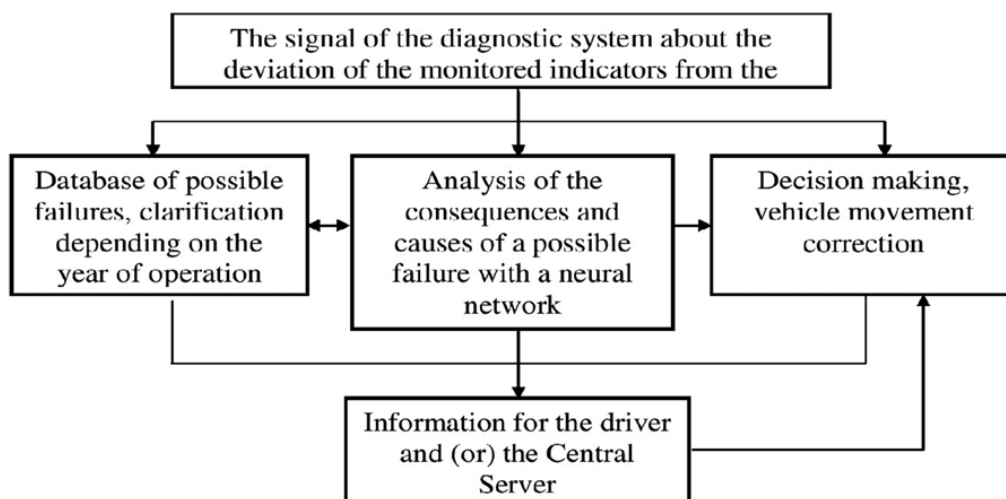 The signal of the diagnostic system about the
deviation of the monitored indicators from the
Database of possible
failures, clarification
depending on the
year of operation
Analysis of the
consequences and
causes of a possible
failure with a neural
network
Decision making,
vehicle movement
correction
Information for the driver
and (or) the Central
Server